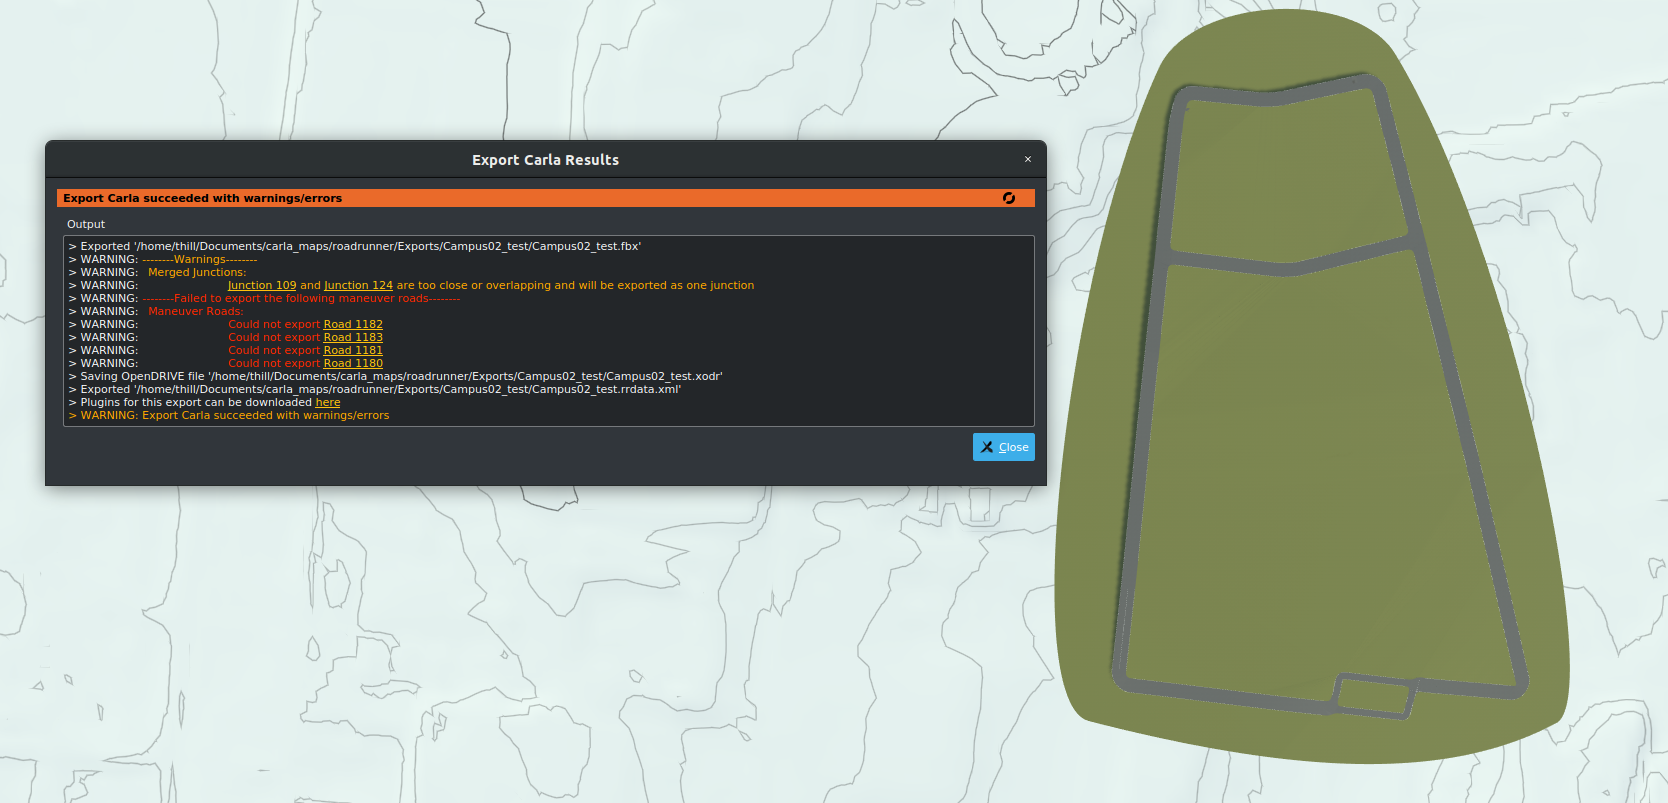 Export Carla Results
×
Export Carla succeeded with warnings/errors
Output
> Exported '/home/thill/Documents/carla_maps/roadrunner/Exports/Campus02_test/Campus02_test.fbx'
> WARNING: --------Warnings--------
> WARNING: Merged Junctions:
> WARNING: Junction 109 and Junction 124 are too close or overlapping and will be exported as one junction
> WARNING: --------Failed to export the following maneuver roads--------
> WARNING: Maneuver Roads:
> WARNING: Could not export Road 1182
> WARNING: Could not export Road 1183
> WARNING: Could not export Road 1181
> WARNING: Could not export Road 1180
> Saving OpenDRIVE file '/home/thill/Documents/carla_maps/roadrunner/Exports/Campus02_test/Campus02_test.xodr'
> Exported '/home/thill/Documents/carla_maps/roadrunner/Exports/Campus02_test/Campus02_test.rrdata.xml'
> Plugins for this export can be downloaded here
> WARNING: Export Carla succeeded with warnings/errors
Close